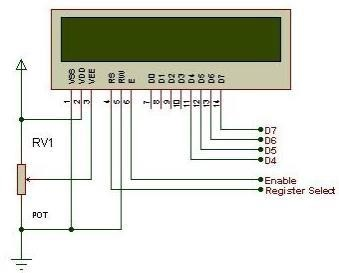 VSS VDD VEE RS RW E D0 D1 D2 D3 D4 D5 D6 D7
1 2 3 4 5 6 7 8 9 10 11 12 13 14
RV1
POT
D7
D6
D5
D4
Enable
Register Select